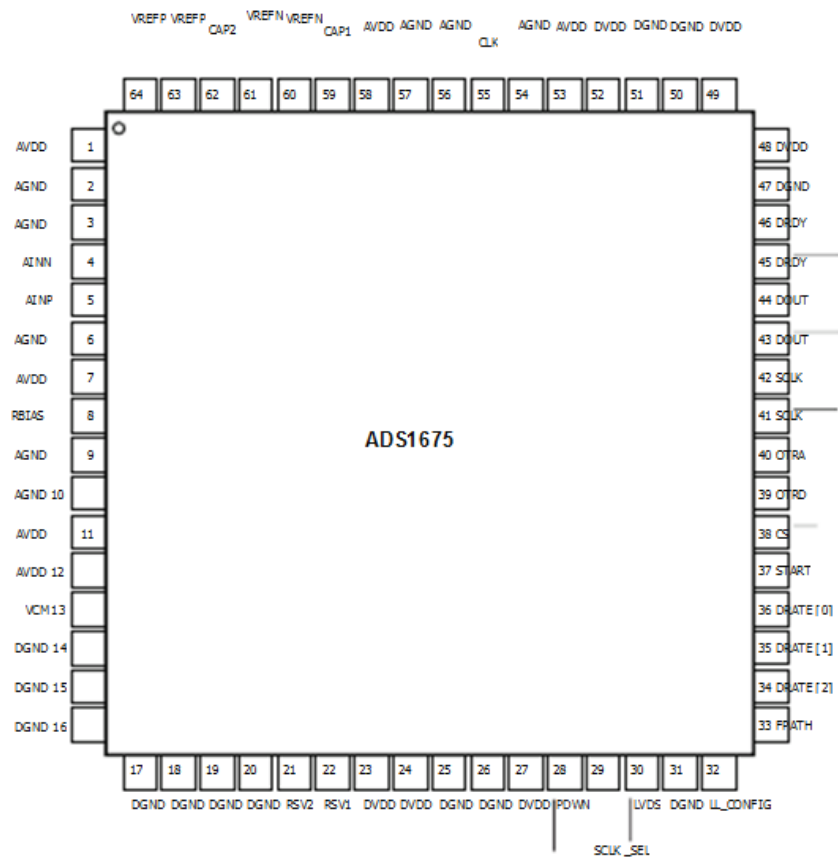 VREFP VREFP CAP2 VREFN VREFN CAP1 AVDD AGND AGND CLK AGND AVDD DVDD DGND DGND DVDD
64 63 62 61 60 59 58 57 56 55 54 53 52 51 50 49
AVDD 1
AGND 2
AGND 3
AINN 4
AINP 5
AGND 6
AVDD 7
RBIAS 8
AGND 9
AGND 10
AVDD 11
AVDD 12
VCM13
DGND 14
DGND 15
DGND 16
ADS1675
48 DVDD
47 DGND
46 DRDY
45 DRDY
44 DOUT
43 DOUT
42 SCLK
41 SCLK
40 OTRA
39 OTRD
38 CS
37 START
36 DRATE [0]
35 DRATE [1]
34 DRATE [2]
33 FPATH
17 18 19 20 21 22 23 24 25 26 27 28 29 30 31 32
DGND DGND DGND DGND RSV2 RSV1 DVDD DVDD DGND DGND DVDD PDWN LVDS DGND LL_CONFIG
SCLK_SEL